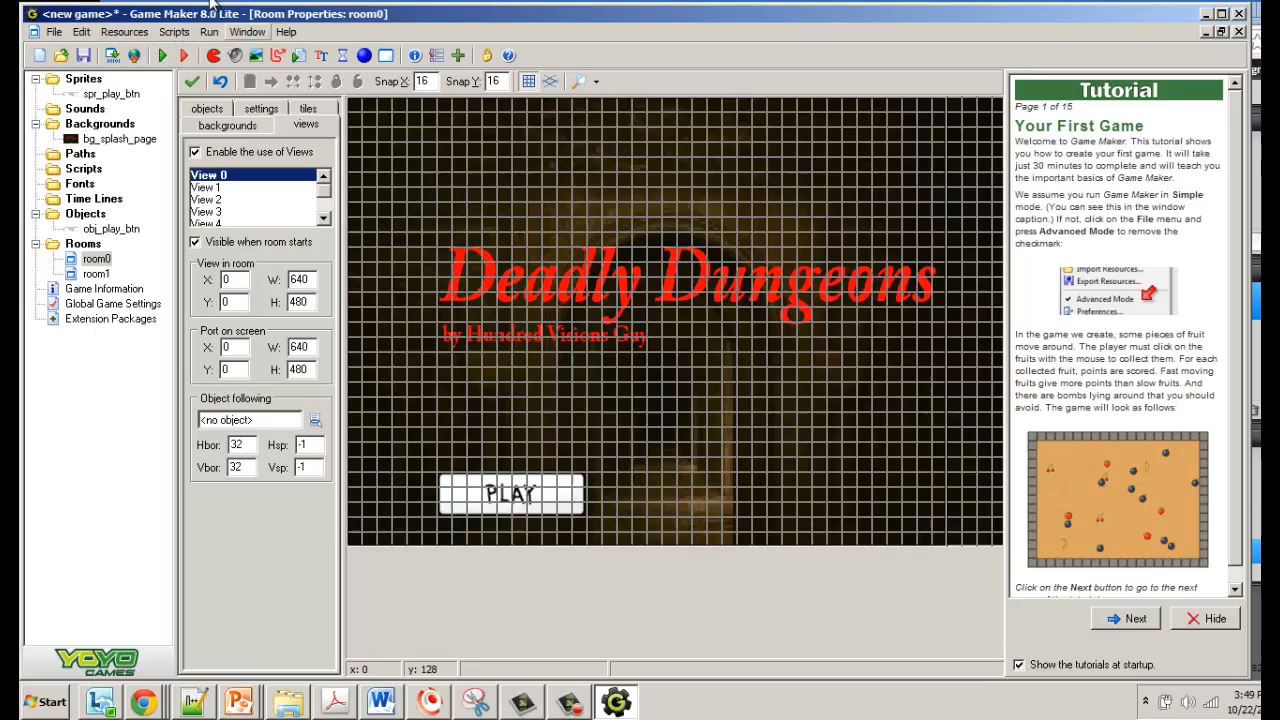 <new game>* - Game Maker 8.0 Lite - [Room Properties: room0]
File Edit Resources Scripts Run Window Help
Snap X: 16 Snap Y: 16
Sprites
spr_play_btn
Sounds
Backgrounds
bg_splash_page
Paths
Scripts
Fonts
Time Lines
Objects
obj_play_btn
Rooms
room0
room1
Game Information
Global Game Settings
Extension Packages
YOYO
GAMES
objects settings tiles
backgrounds views
Enable the use of Views
View 0
View 1
View 2
View 3
View 4
Visible when room starts
View in room
X: 0 W: 640
Y: 0 H: 480
Port on screen
X: 0 W: 640
Y: 0 H: 480
Object following
<no object>
Hbor: 32 Hsp: -1
Vbor: 32 Vsp: -1
Deadly Dungeons
by Hundred Visions Guy
PLAY
x: 0 y: 128
Tutorial
Page 1 of 15
Your First Game
Welcome to Game Maker. This tutorial shows
you how to create your first game. It will take
just 30 minutes to complete and will teach you
the important basics of Game Maker.
We assume you run Game Maker in Simple
mode. (You can see this in the window
caption.) If not, click on the File menu and
press Advanced Mode to remove the
checkmark:
Import Resources...
Export Resources...
Advanced Mode
Preferences...
In the game we create, some pieces of fruit
move around. The player must click on the
fruits with the mouse to collect them. For each
collected fruit, points are scored. Fast moving
fruits give more points than slow fruits. And
there are bombs lying around that you should
avoid. The game will look as follows:
Click on the Next button to go to the next
Next Hide
Show the tutorials at startup.
Start
3:49 PM